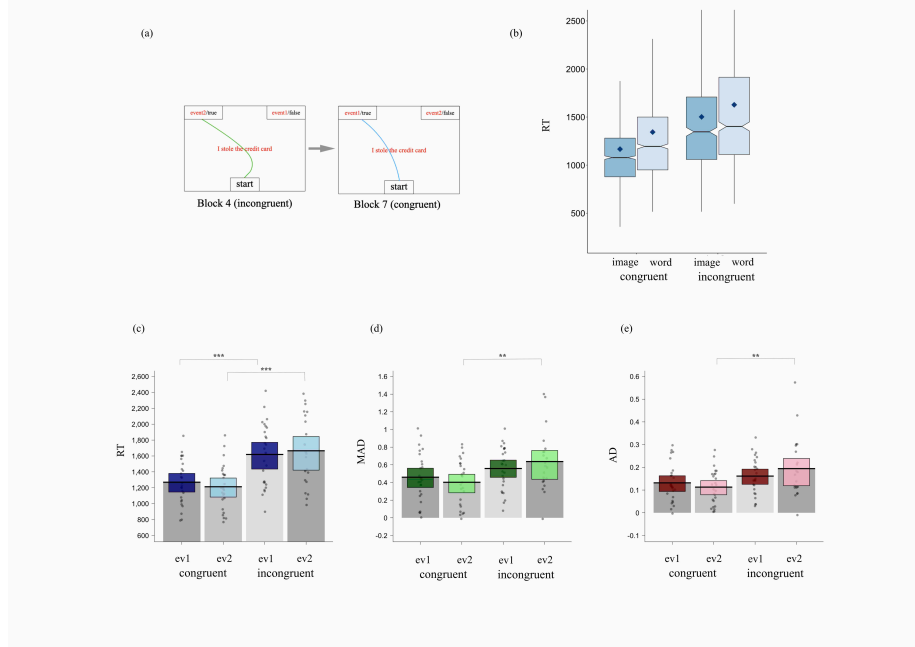 (a)
event2/true event1/false
I stole the credit card
start
Block 4 (incongruent)
event1/true event2/false
I stole the credit card
start
Block 7 (congruent)
(b)
RT
2500
2000
1500
1000
500
image word image word
congruent incongruent
(c)
*** 
***
RT
2,600
2,400
2,200
2,000
1,800
1,600
1,400
1,200
1,000
800
600
ev1 ev2 ev1 ev2
congruent incongruent
(d)
**
MAD
1.6
1.4
1.2
1
0.8
0.6
0.4
0.2
0
-0.2
ev1 ev2 ev1 ev2
congruent incongruent
(e)
**
AD
0.6
0.5
0.4
0.3
0.2
0.1
0
-0.1
ev1 ev2 ev1 ev2
congruent incongruent